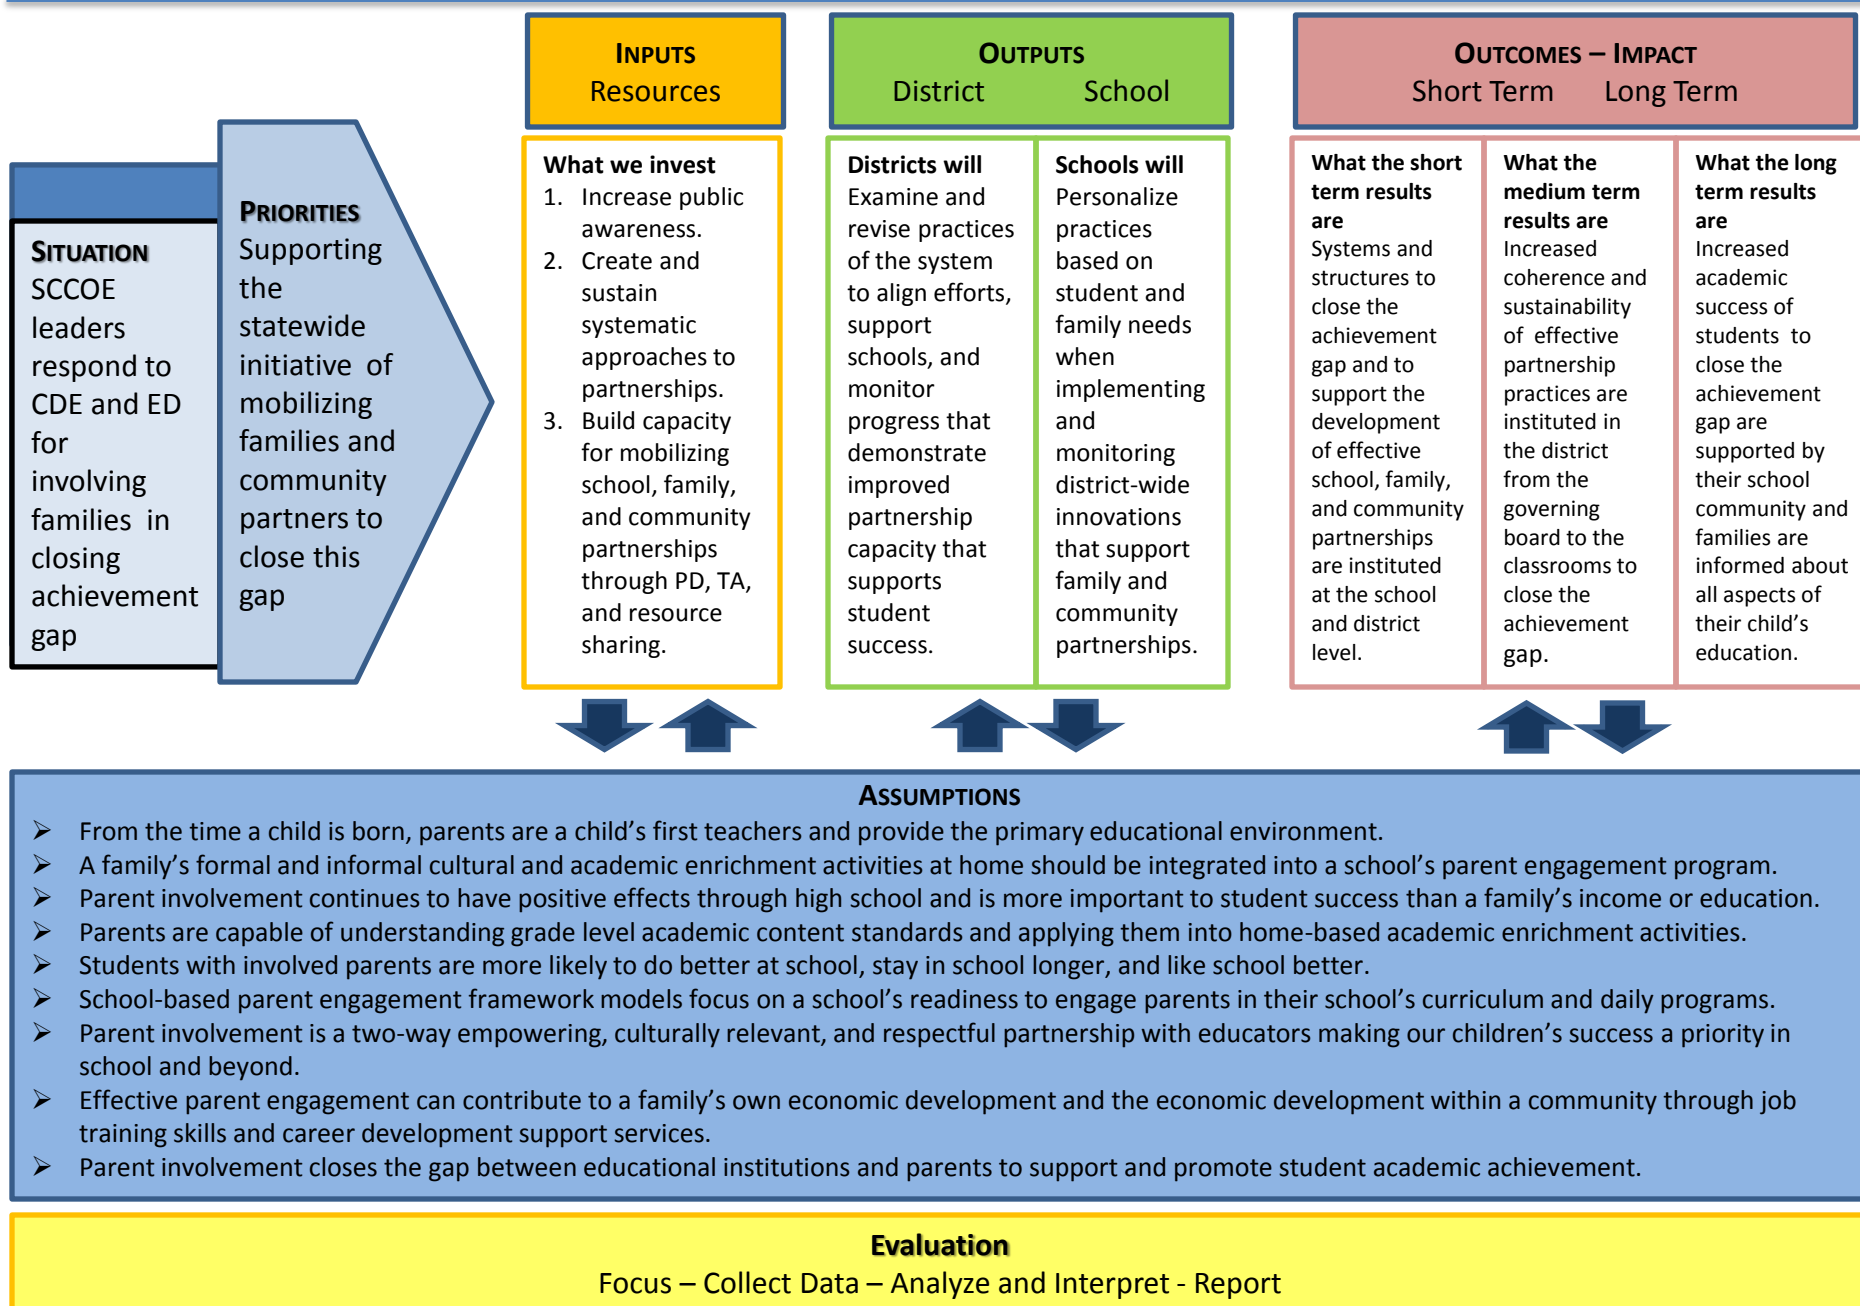 SITUATION
SCCOE
leaders
respond to
CDE and ED
for
involving
families in
closing
achievement
gap
PRIORITIES
Supporting
the
statewide
initiative of
mobilizing
families and
community
partners to
close this
gap
INPUTS
Resources
What we invest
1. Increase public
awareness.
2. Create and
sustain
systematic
approaches to
partnerships.
3. Build capacity
for mobilizing
school, family,
and community
partnerships
through PD, TA,
and resource
sharing.
OUTPUTS
District School
Districts will
Examine and
revise practices
of the system
to align efforts,
support
schools, and
monitor
progress that
demonstrate
improved
partnership
capacity that
supports
student
success.
Schools will
Personalize
practices
based on
student and
family needs
when
implementing
and
monitoring
district-wide
innovations
that support
family and
community
partnerships.
OUTCOMES – IMPACT
Short Term Long Term
What the short
term results
are
Systems and
structures to
close the
achievement
gap and to
support the
development
of effective
school, family,
and community
partnerships
are instituted
at the school
and district
level.
What the
medium term
results are
Increased
coherence and
sustainability
of effective
partnership
practices are
instituted in
the district
from the
governing
board to the
classrooms to
close the
achievement
gap.
What the long
term results
are
Increased
academic
success of
students to
close the
achievement
gap are
supported by
their school
community and
families are
informed about
all aspects of
their child's
education.
ASSUMPTIONS
➢ From the time a child is born, parents are a child's first teachers and provide the primary educational environment.
➢ A family's formal and informal cultural and academic enrichment activities at home should be integrated into a school's parent engagement program.
➢ Parent involvement continues to have positive effects through high school and is more important to student success than a family's income or education.
➢ Parents are capable of understanding grade level academic content standards and applying them into home-based academic enrichment activities.
➢ Students with involved parents are more likely to do better at school, stay in school longer, and like school better.
➢ School-based parent engagement framework models focus on a school's readiness to engage parents in their school's curriculum and daily programs.
➢ Parent involvement is a two-way empowering, culturally relevant, and respectful partnership with educators making our children's success a priority in
school and beyond.
➢ Effective parent engagement can contribute to a family's own economic development and the economic development within a community through job
training skills and career development support services.
➢ Parent involvement closes the gap between educational institutions and parents to support and promote student academic achievement.
Evaluation
Focus – Collect Data – Analyze and Interpret - Report